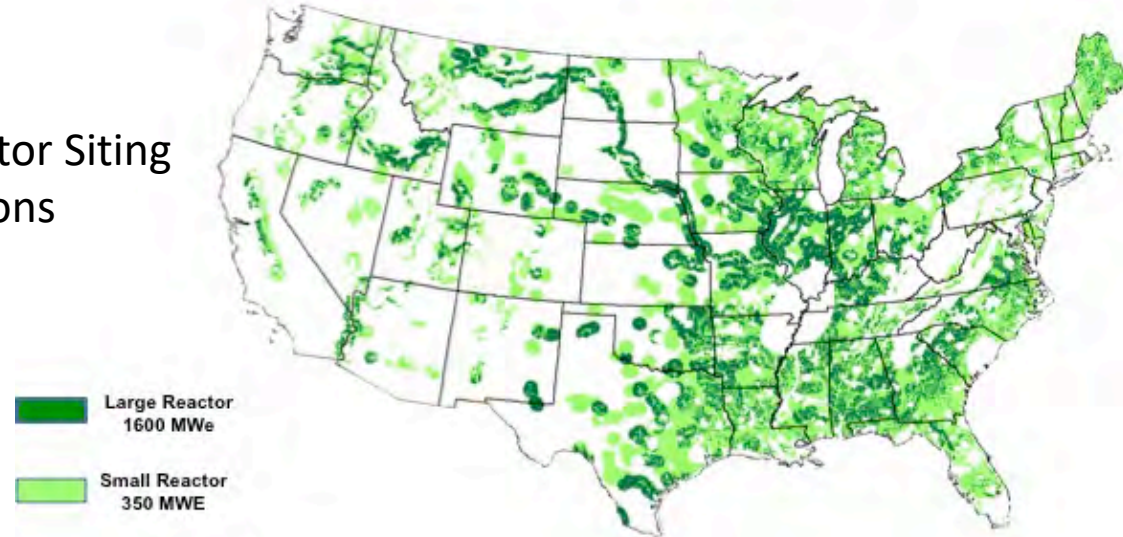 tor Siting
ons
Large Reactor
1600 MWe
Small Reactor
350 MWE